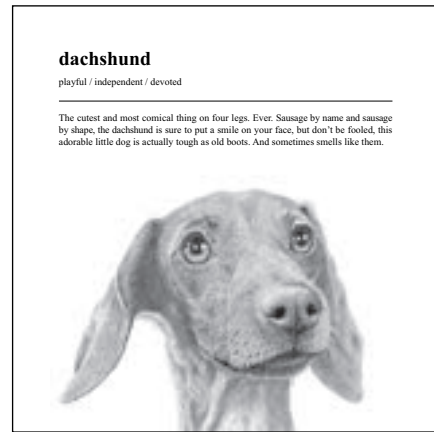 dachshund
playful / independent / devoted
The cutest and most comical thing on four legs. Ever. Sausage by name and sausage
by shape, the dachshund is sure to put a smile on your face, but don’t be fooled, this
adorable little dog is actually tough as old boots. And sometimes smells like them.